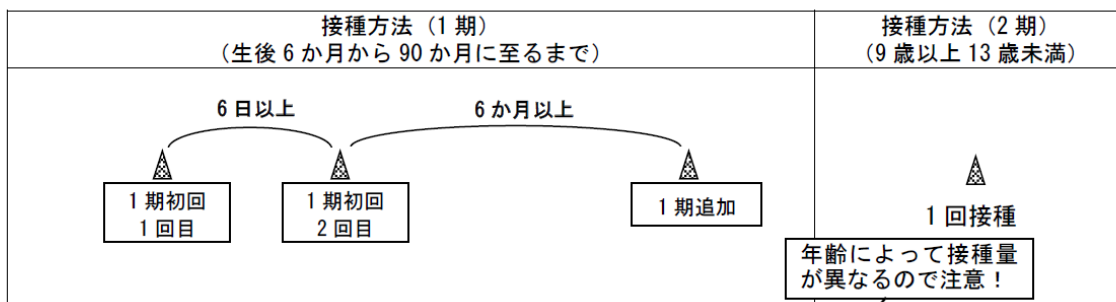 接種方法（1期）
（生後6か月から90か月に至るまで）
接種方法（2期）
（9歳以上13歳未満）
6日以上
6か月以上
1期初回
1回目
1期初回
2回目
1期追加
1回接種
年齢によって接種量
が異なるので注意！